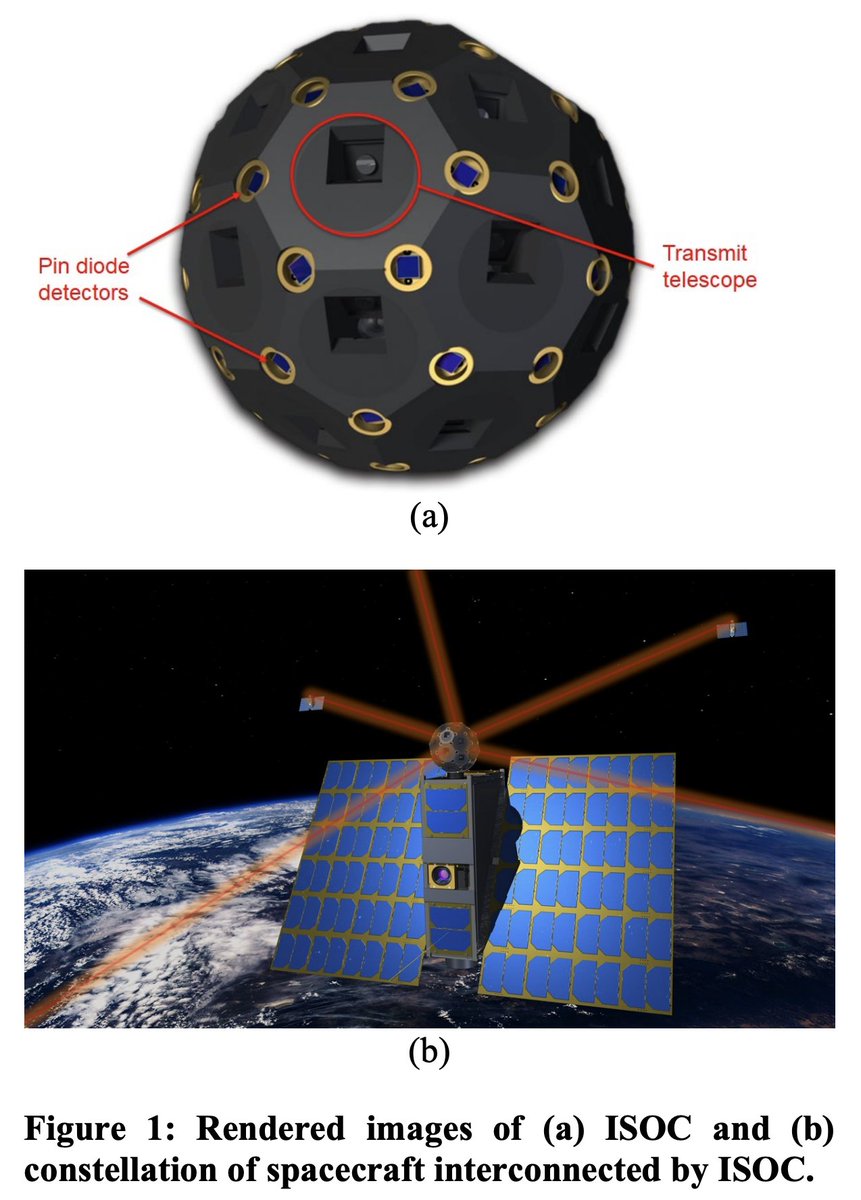 Pin diode
detectors
Transmit
telescope
(a)
(b)
Figure 1: Rendered images of (a) ISOC and (b)
constellation of spacecraft interconnected by ISOC.